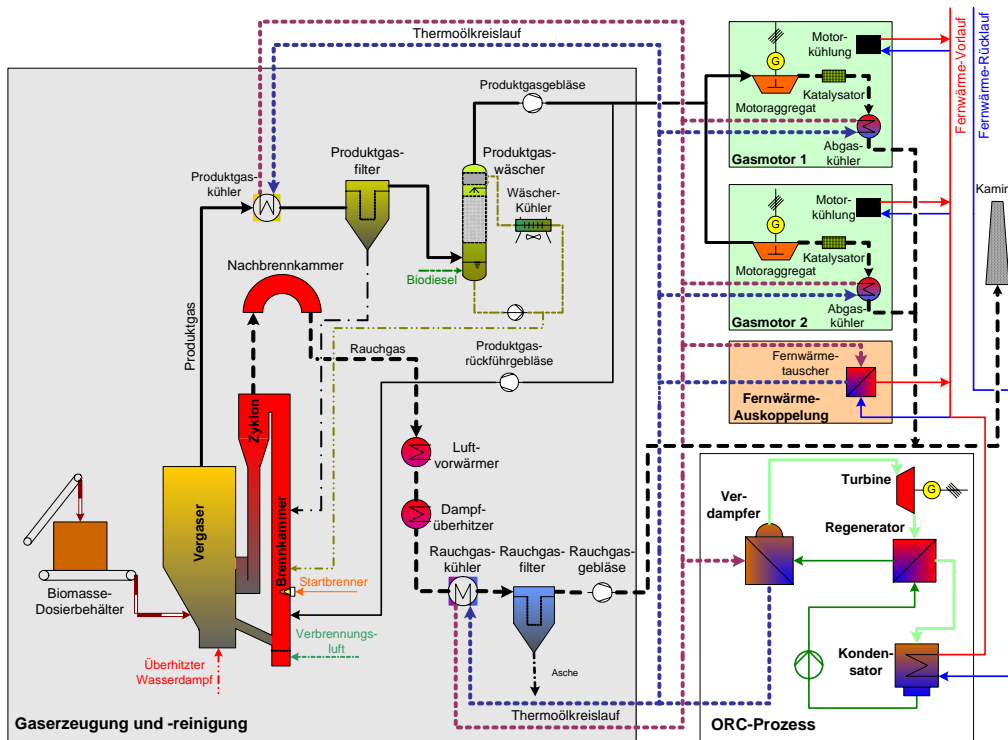 Thermoölkreislauf
Produktgasgebläse
Produktgas-
kühler
Produktgas-
filter
Produktgas-
wäscher
Wäscher-
Kühler
Biodiesel
Nachbrennkammer
Produktgas
Rauchgas
Produktgas-
rückführgebläse
Zyklon
Vergaser
Brennkammer
Luft-
vorwärmer
Dampf-
überhitzer
Rauchgas-
kühler
Rauchgas-
filter
Rauchgas-
gebläse
Startbrenner
Verbrennungs-
luft
Biomasse-
Dosierbehälter
Überhitzter
Wasserdampf
Asche
Thermoölkreislauf
Gaserzeugung und -reinigung
G
Motor-
kühlung
Katalysator
Motoraggregat
Abgas-
kühler
Gasmotor 1
G
Motor-
kühlung
Katalysator
Motoraggregat
Abgas-
kühler
Gasmotor 2
Fernwärme-
tauscher
Fernwärme-
Auskoppelung
Fernwärme-Vorlauf
Fernwärme-Rücklauf
Kamin
Turbine
G
Ver-
dampfer
Regenerator
Konden-
sator
ORC-Prozess